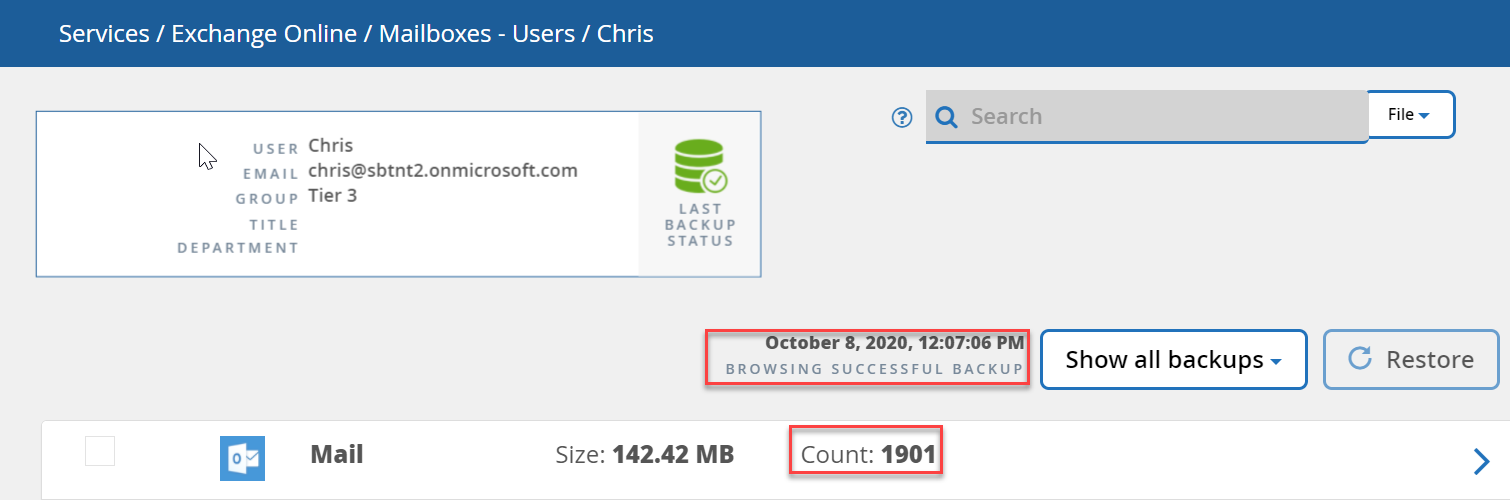 Services / Exchange Online / Mailboxes - Users / Chris
Search
File
USER Chris
EMAIL chris@sbtnt2.onmicrosoft.com
GROUP Tier 3
TITLE
DEPARTMENT
LAST
BACKUP
STATUS
October 8, 2020, 12:07:06 PM
BROWSING SUCCESSFUL BACKUP
Show all backups
Restore
Mail Size: 142.42 MB Count: 1901